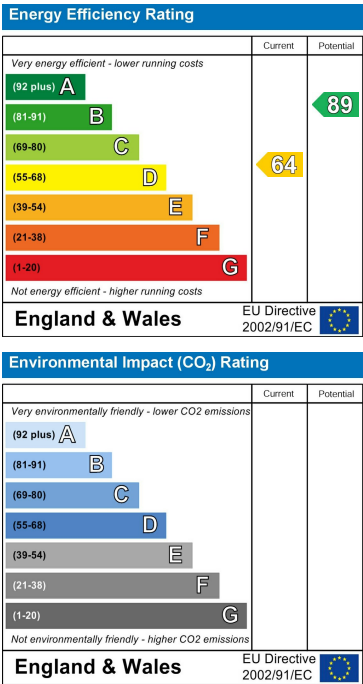 Energy Efficiency Rating
Current Potential
Very energy efficient - lower running costs
(92 plus) A
(81-91) B
(69-80) C
(55-68) D
(39-54) E
(21-38) F
(1-20) G
64
89
Not energy efficient - higher running costs
England & Wales
EU Directive
2002/91/EC
Environmental Impact (CO₂) Rating
Current Potential
Very environmentally friendly - lower CO2 emissions
(92 plus) A
(81-91) B
(69-80) C
(55-68) D
(39-54) E
(21-38) F
(1-20) G
Not environmentally friendly - higher CO2 emissions
England & Wales
EU Directive
2002/91/EC